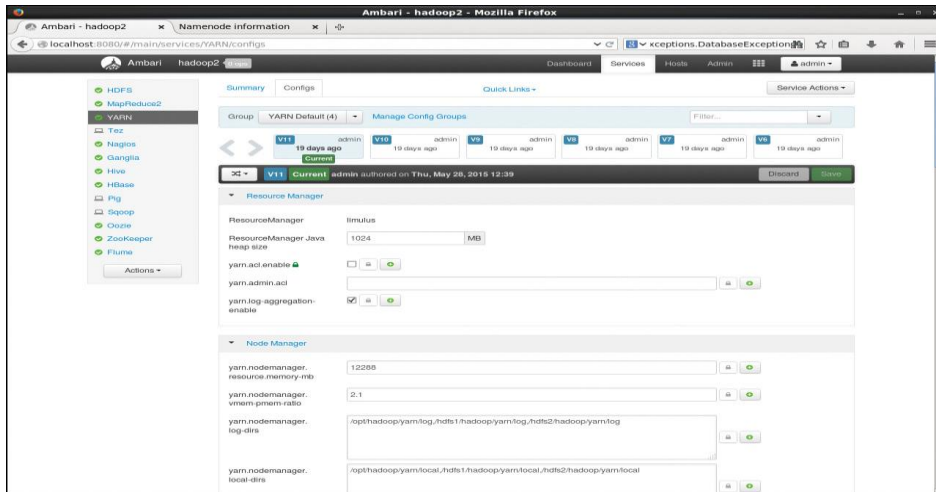 Ambari - hadoop2 - Mozilla Firefox
Ambari - hadoop2 Namenode information
localhost:8080/#/main/services/YARN/configs xceptions.DatabaseException
Ambari hadoop2 Dashboard Services Hosts Admin admin
HDFS
MapReduce2
YARN
Tez
Nagios
Ganglia
Hive
HBase
Pig
Sqoop
Oozie
ZooKeeper
Flume
Actions
Summary Configs Quick Links Service Actions
Group YARN Default (4) Manage Config Groups Filter...
V11 admin V10 admin V9 admin V8 admin V7 admin V6 admin
19 days ago 19 days ago 19 days ago 19 days ago 19 days ago 19 days ago
Current
V11 Current admin authored on Thu, May 28, 2015 12:39 Discard Save
Resource Manager
ResourceManager limulus
ResourceManager Java heap size 1024 MB
yarn.acl.enable
yarn.admin.acl
yarn.log-aggregation-
enable
Node Manager
yarn.nodemanager. 12288
resource.memory-mb
yarn.nodemanager. 2.1
vmem-pmem-ratio
yarn.nodemanager. /opt/hadoop/yarn/log,/hdfs1/hadoop/yarn/log,/hdfs2/hadoop/yarn/log
log-dirs
yarn.nodemanager. /opt/hadoop/yarn/local,/hdfs1/hadoop/yarn/local,/hdfs2/hadoop/yarn/local
local-dirs